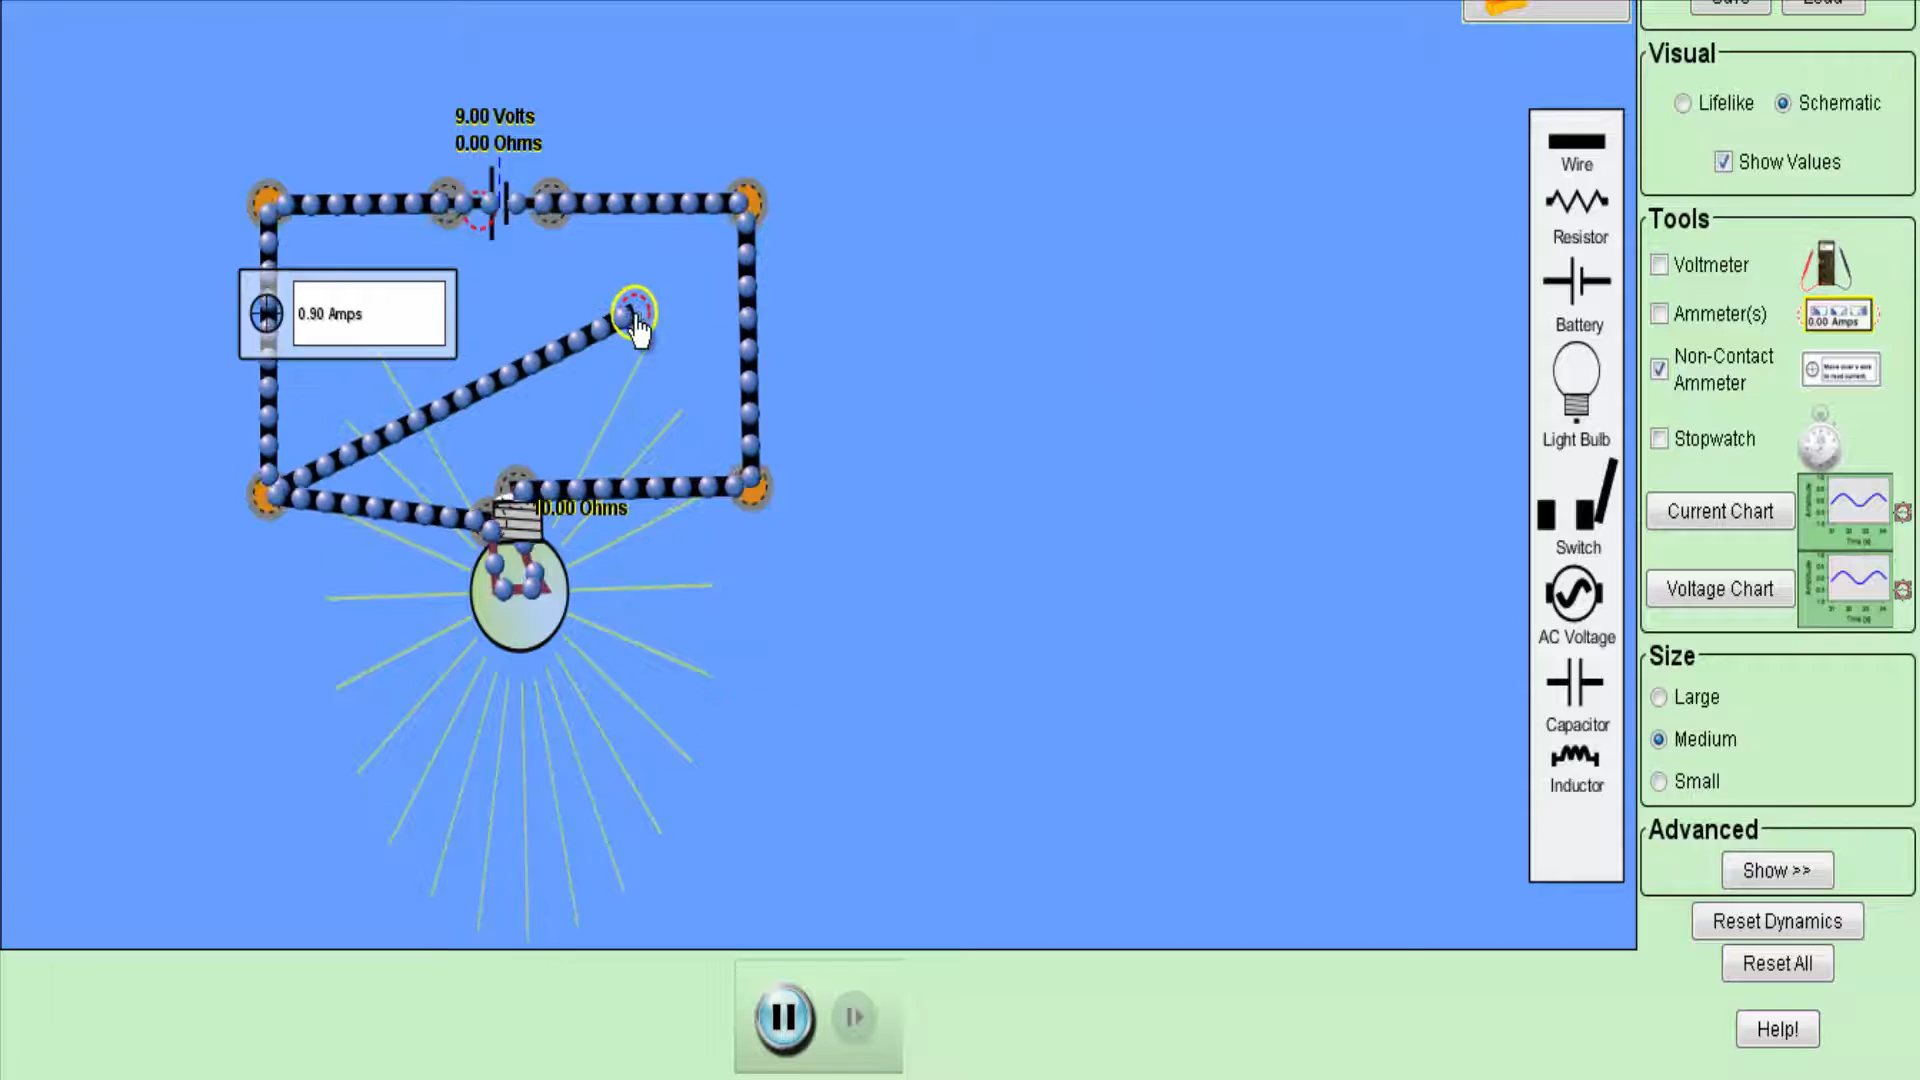 Save Load
Visual
Lifelike Schematic
Show Values
Tools
Voltmeter
Ammeter(s)
0.00 Amps
Non-Contact
Ammeter
Stopwatch
Current Chart
Voltage Chart
Size
Large
Medium
Small
Advanced
Show >>
Reset Dynamics
Reset All
Help!
9.00 Volts
0.00 Ohms
0.90 Amps
10.00 Ohms
Wire
Resistor
Battery
Light Bulb
Switch
AC Voltage
Capacitor
Inductor